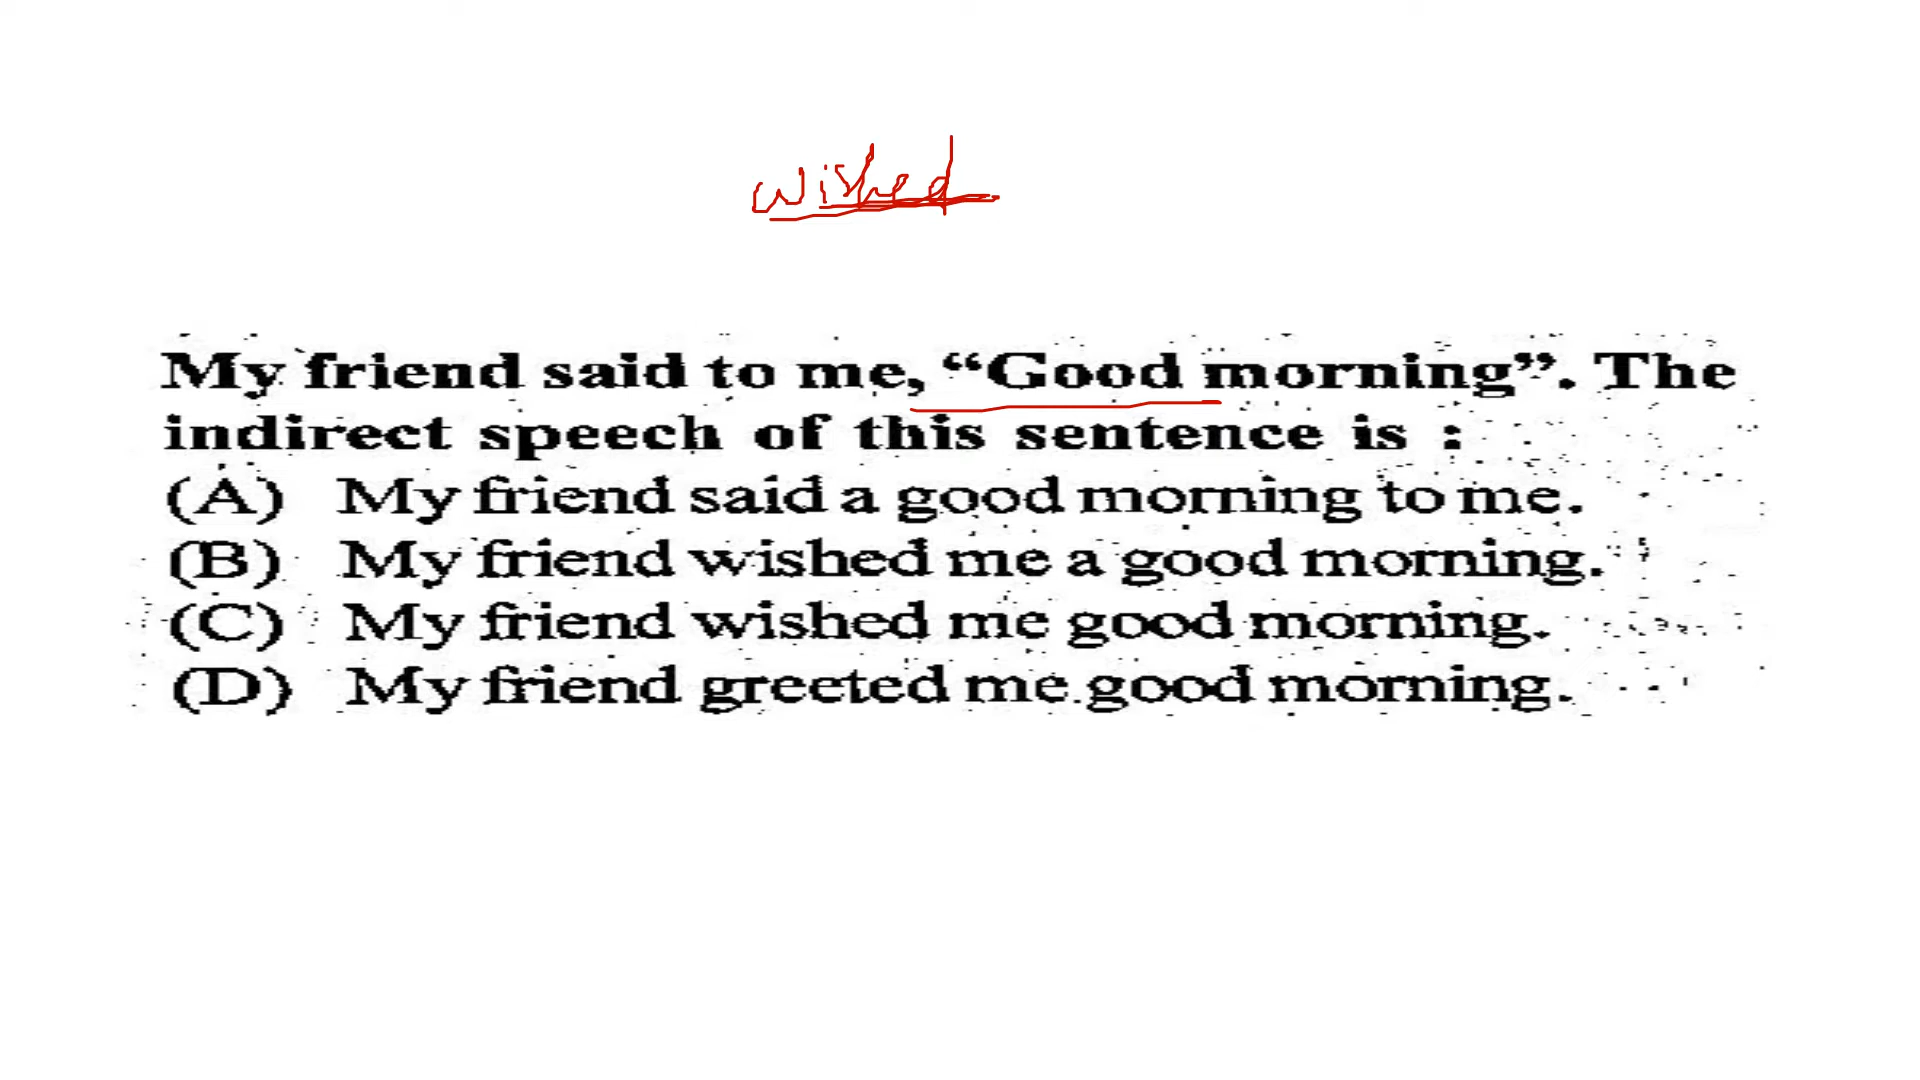 wished
My friend said to me, “Good morning”. The
indirect speech of this sentence is :
(A) My friend said a good morning to me.
(B) My friend wished me a good morning.
(C) My friend wished me good morning.
(D) My friend greeted me good morning.